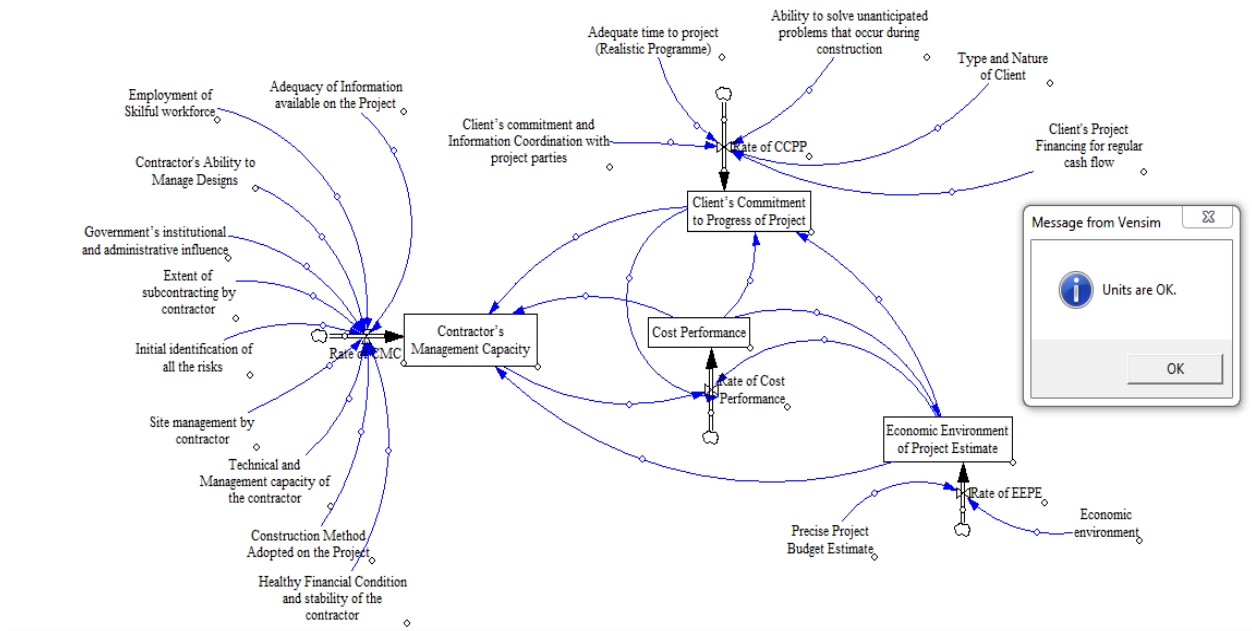 Adequate time to project
(Realistic Programme)
Ability to solve unanticipated
problems that occur during
construction
Type and Nature
of Client
Employment of
Skilful workforce
Adequacy of Information
available on the Project
Client's commitment and
Information Coordination with
project parties
Rate of CCPP
Client's Project
Financing for regular
cash flow
Contractor's Ability to
Manage Designs
Client's Commitment
to Progress of Project
Message from Vensim
Units are OK.
OK
Government's institutional
and administrative influence
Extent of
subcontracting by
contractor
Initial identification of
all the risks
Rate of CMC
Contractor's
Management Capacity
Cost Performance
Rate of Cost
Performance
Site management by
contractor
Economic Environment
of Project Estimate
Technical and
Management capacity of
the contractor
Rate of EEPE
Precise Project
Budget Estimate
Economic
environment
Construction Method
Adopted on the Project
Healthy Financial Condition
and stability of the
contractor